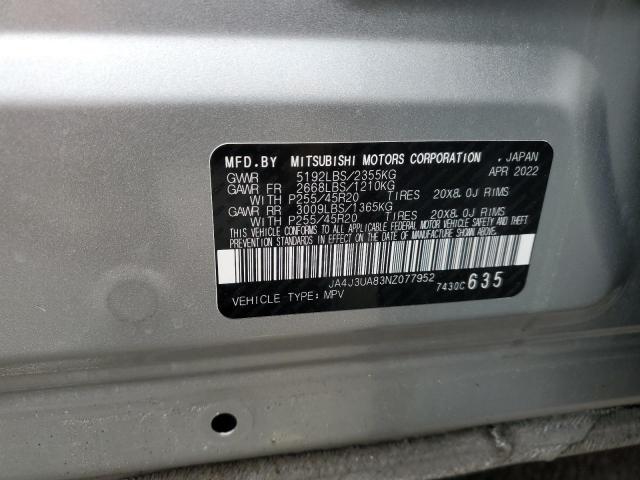 MFD.BY MITSUBISHI MOTORS CORPORATION , JAPAN
GVWR 5192LBS/2355KG APR 2022
GAWR FR 2668LBS/1210KG
WITH P255/45R20 TIRES 20X8.0J RIMS
GAWR RR 3009LBS/1365KG
WITH P255/45R20 TIRES 20X8.0J RIMS
THIS VEHICLE CONFORMS TO ALL APPLICABLE FEDERAL MOTOR VEHICLE SAFETY AND THEFT
PREVENTION STANDARDS IN EFFECT ON THE DATE OF MANUFACTURE SHOWN ABOVE.
JA4J3UA83NZ077952
VEHICLE TYPE: MPV 7430C 635